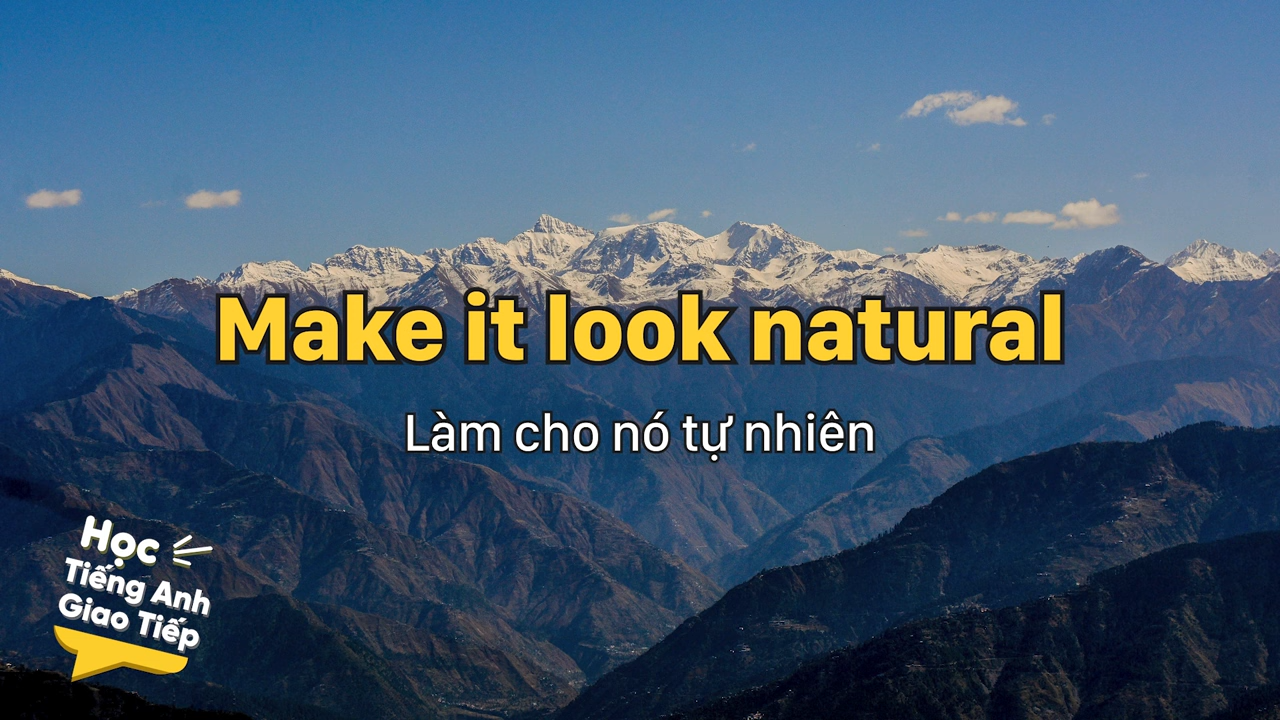 Make it look natural
Làm cho nó tự nhiên
Học
Tiếng Anh
Giao Tiếp